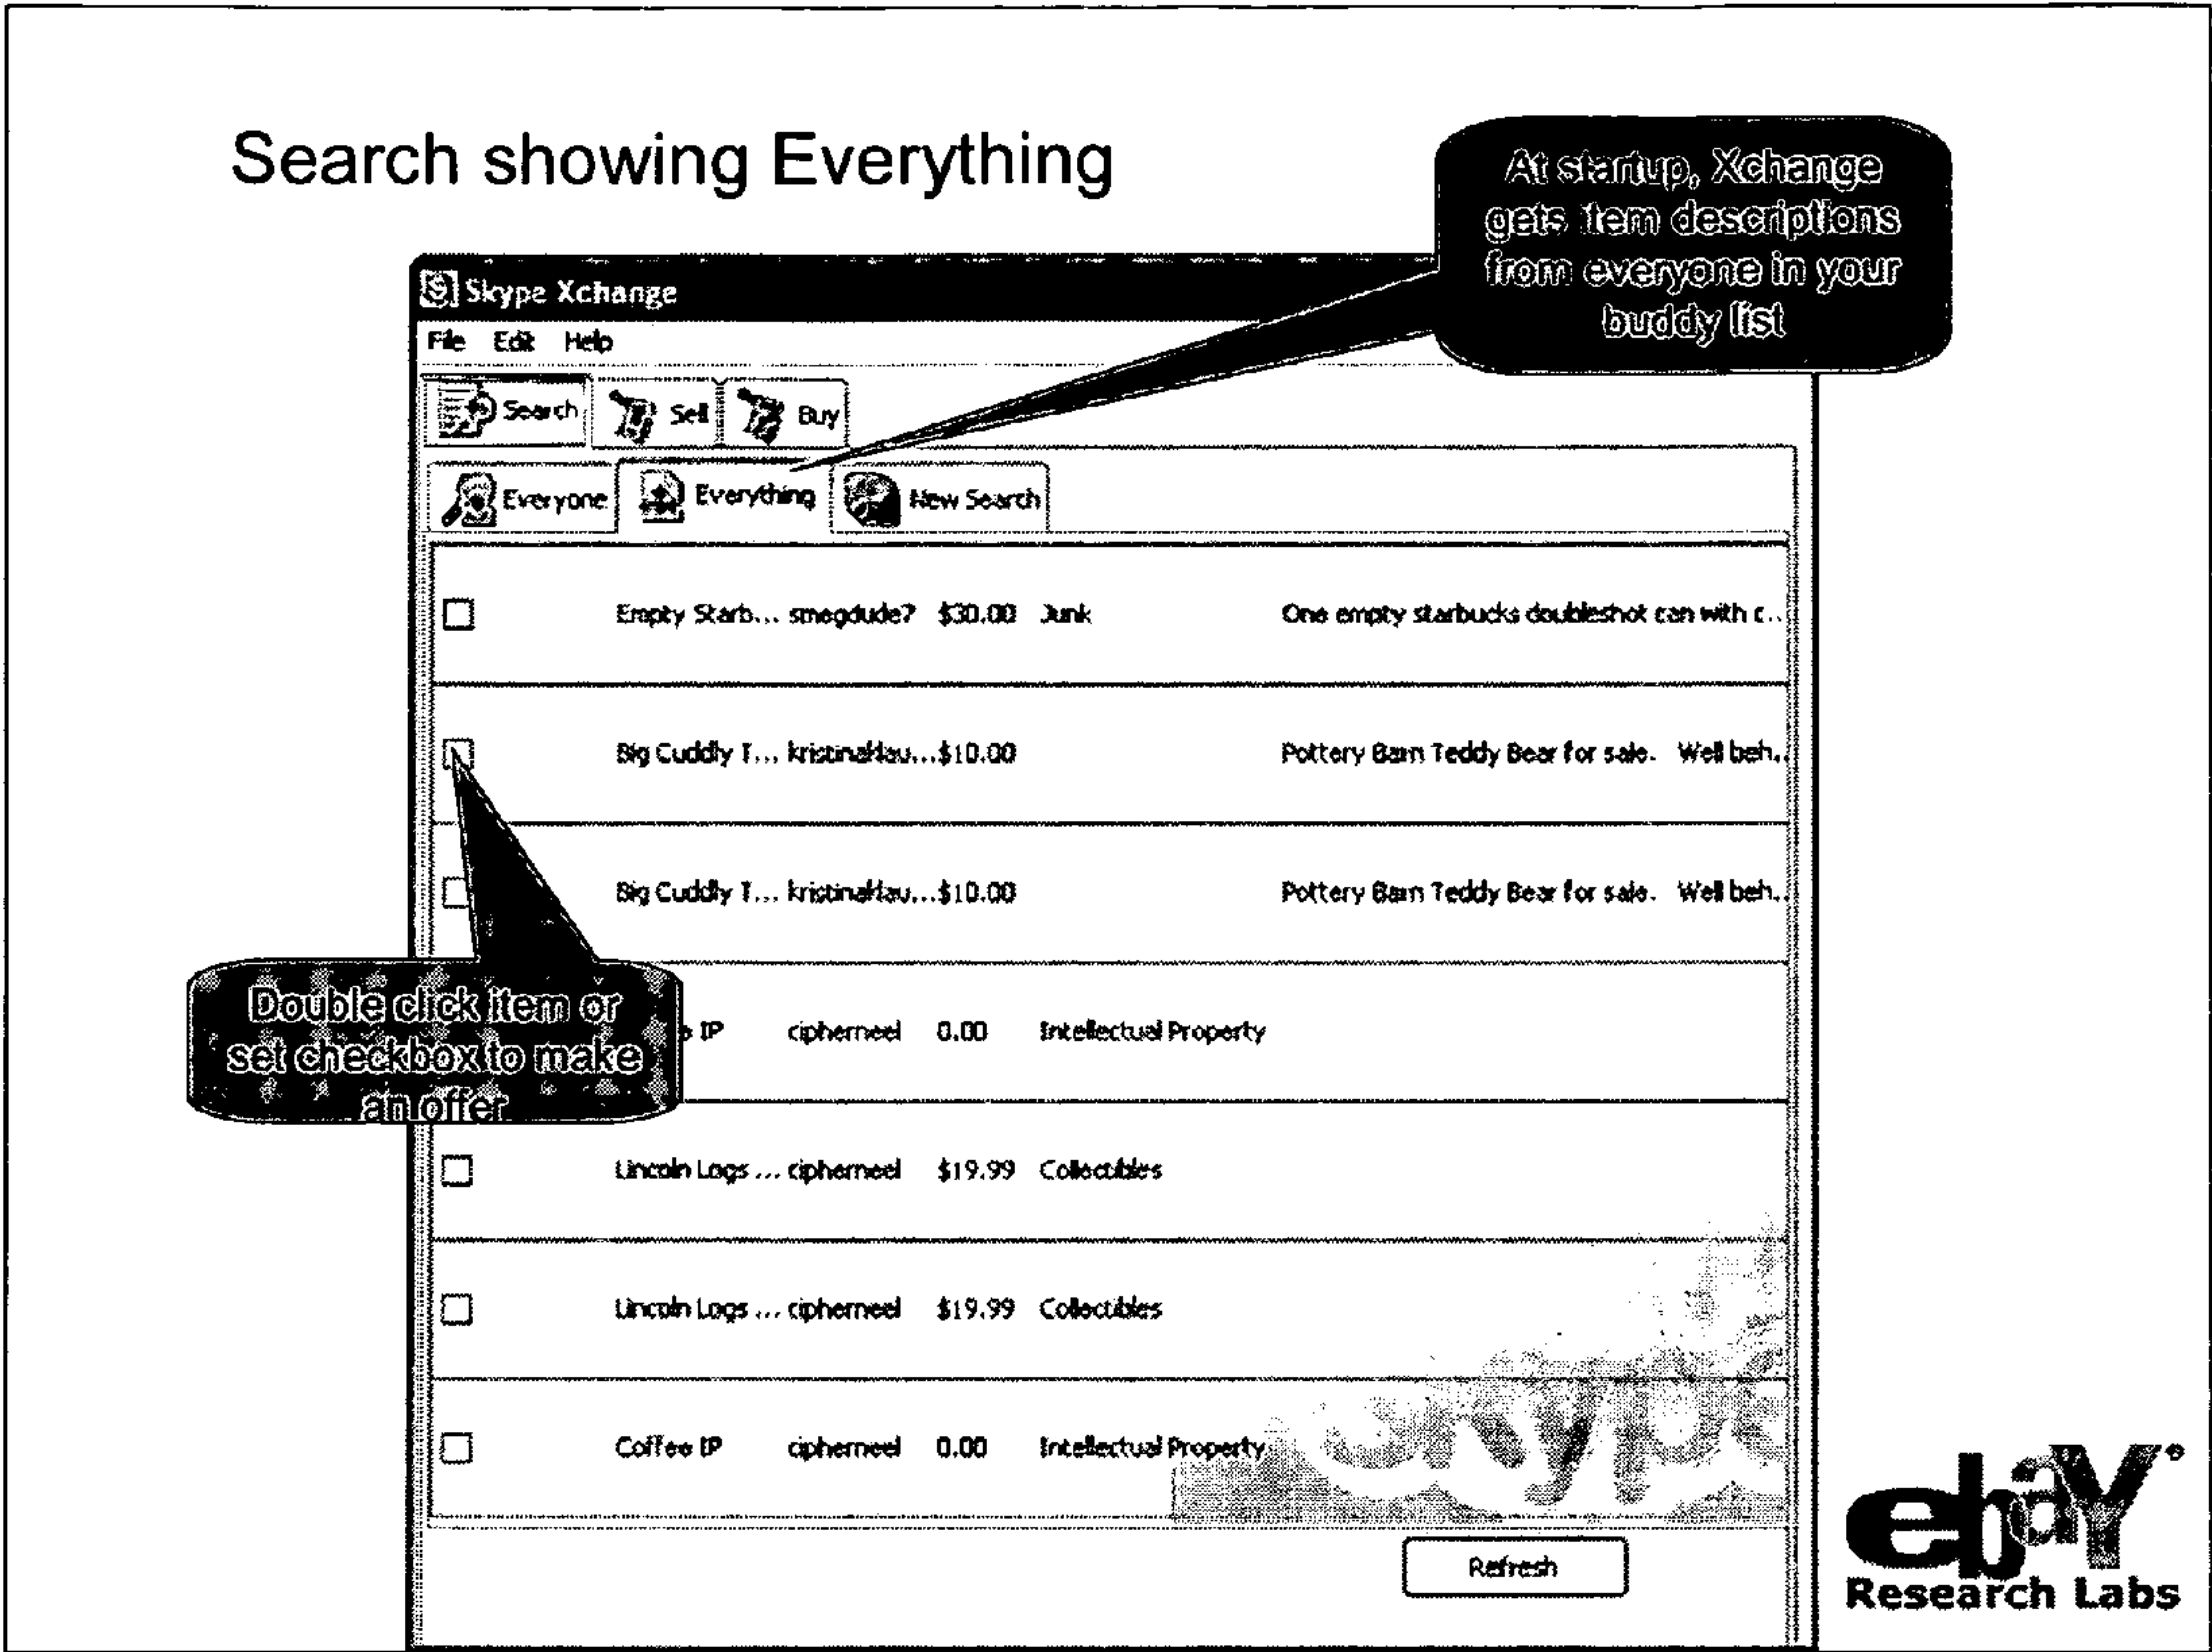 Search showing Everything
At startup, Xchange
gets item descriptions
from everyone in your
buddy list
Skype Xchange
File Edit Help
Search Sell Buy
Everyone Everything New Search
Empty Starb... smegdude? $30.00 Junk One empty starbucks doubleshot can with c..
Big Cuddly T... kristinaklau...$10.00 Pottery Barn Teddy Bear for sale. Well beh..
Big Cuddly T... kristinaklau...$10.00 Pottery Barn Teddy Bear for sale. Well beh..
Double click item or
set checkbox to make
an offer
IP cipherneel 0.00 Intellectual Property
Lincoln Logs ... cipherneel $19.99 Collectibles
Lincoln Logs ... cipherneel $19.99 Collectibles
Coffee IP cipherneel 0.00 Intellectual Property
skype
Refresh
ebaY®
Research Labs